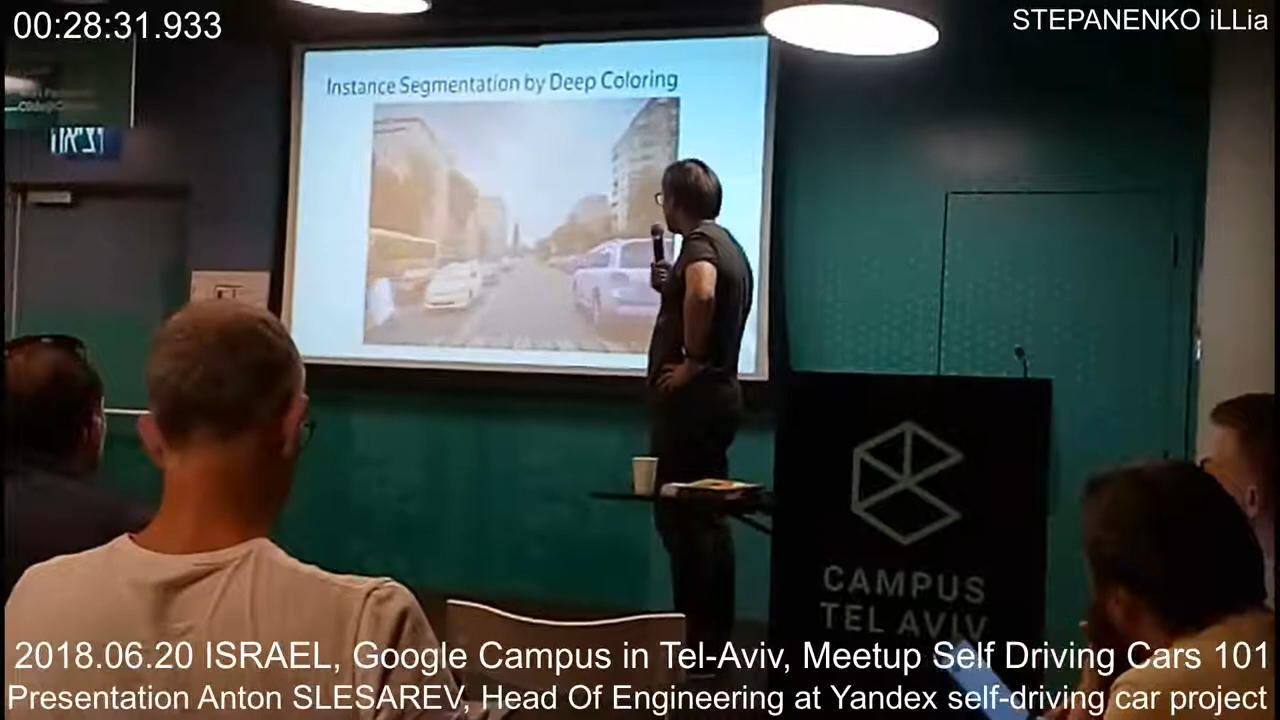 00:28:31.933
STEPANENKO iLLia
Instance Segmentation by Deep Coloring
יציאה
CAMPUS
TEL AVIV
2018.06.20 ISRAEL, Google Campus in Tel-Aviv, Meetup Self Driving Cars 101
Presentation Anton SLESAREV, Head Of Engineering at Yandex self-driving car project